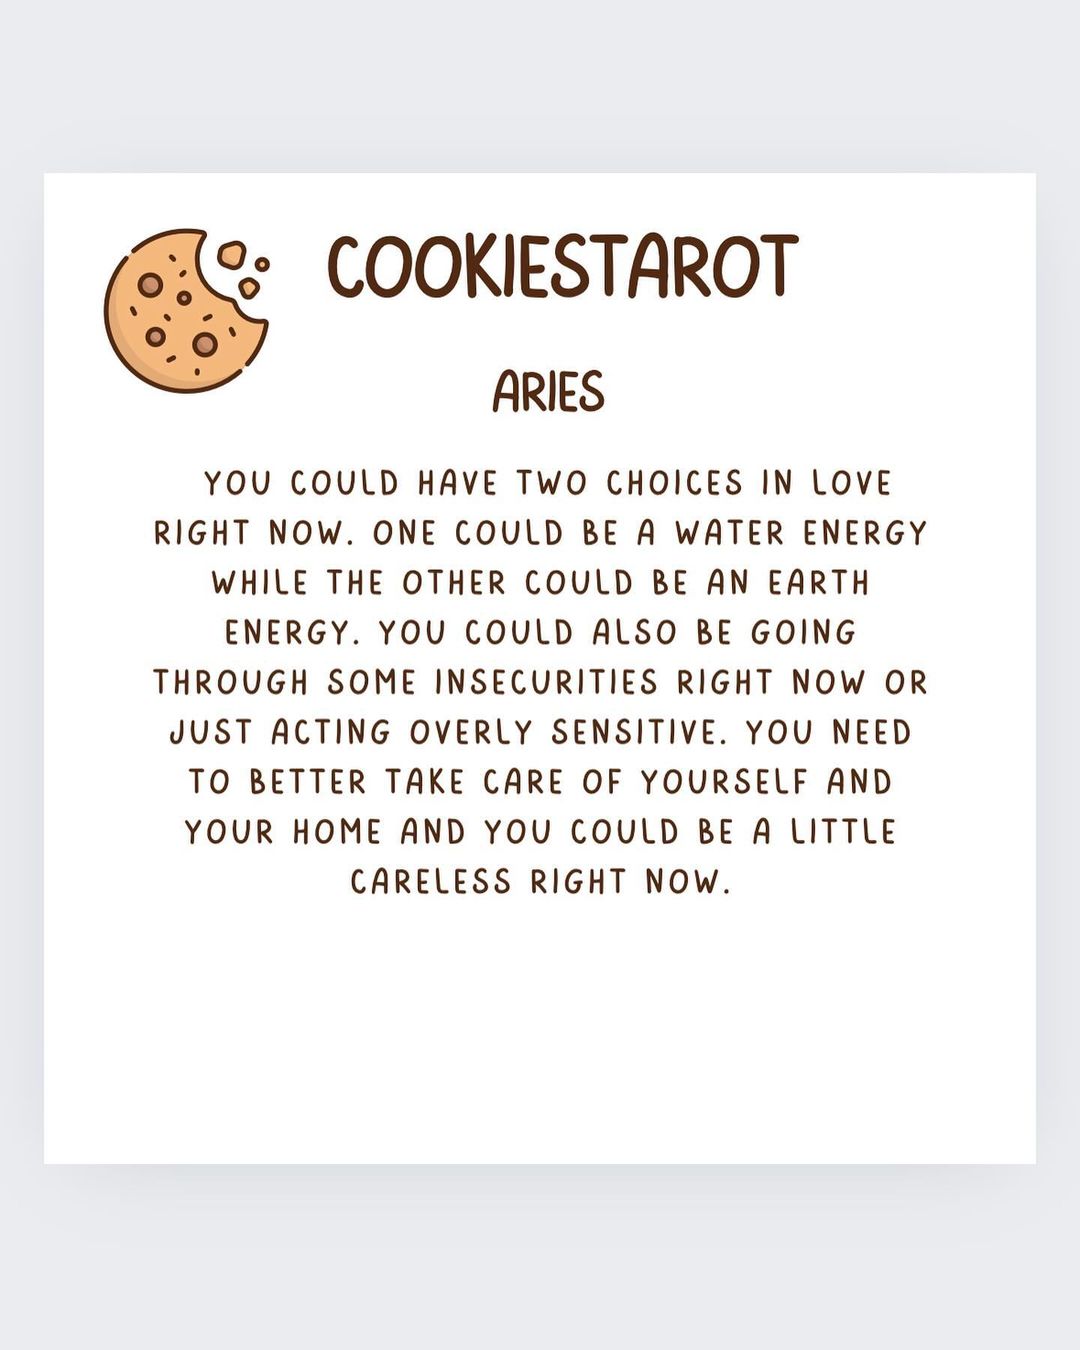 COOKIESTAROT
ARIES
YOU COULD HAVE TWO CHOICES IN LOVE
RIGHT NOW. ONE COULD BE A WATER ENERGY
WHILE THE OTHER COULD BE AN EARTH
ENERGY. YOU COULD ALSO BE GOING
THROUGH SOME INSECURITIES RIGHT NOW OR
JUST ACTING OVERLY SENSITIVE. YOU NEED
TO BETTER TAKE CARE OF YOURSELF AND
YOUR HOME AND YOU COULD BE A LITTLE
CARELESS RIGHT NOW.